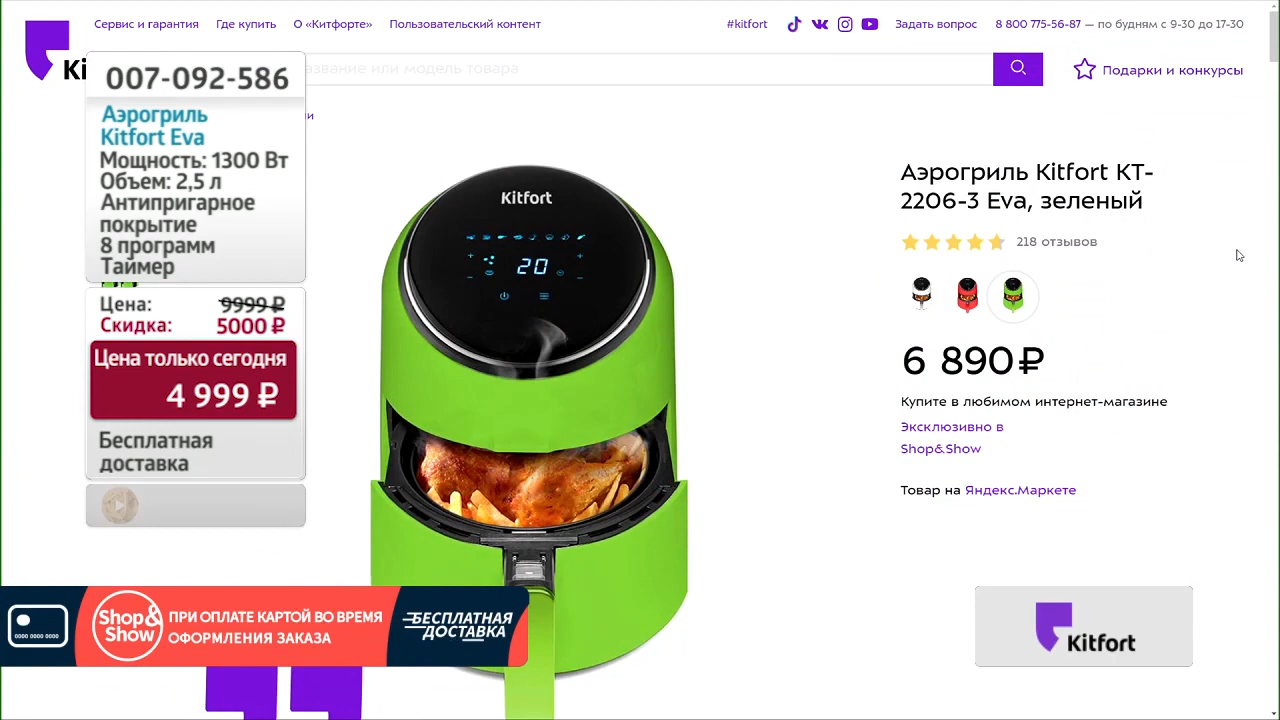 Сервис и гарантия
Где купить
О «Китфорте»
Пользовательский контент
#kitfort
Задать вопрос
8 800 775-56-87 — по будням с 9-30 до 17-30
Ki
название или модель товара
Подарки и конкурсы
007-092-586
Аэрогриль
Kitfort Eva
Мощность: 1300 Вт
Объем: 2,5 л
Антипригарное
покрытие
8 программ
Таймер
Цена: 9999 ₽
Скидка: 5000 ₽
Цена только сегодня
4 999 ₽
Бесплатная
доставка
Kitfort
20
Аэрогриль Kitfort КТ-
2206-3 Eva, зеленый
218 отзывов
6 890₽
Купите в любимом интернет-магазине
Эксклюзивно в
Shop&Show
Товар на Яндекс.Маркете
0000 0000 0000
Shop&
Show
ПРИ ОПЛАТЕ КАРТОЙ ВО ВРЕМЯ
ОФОРМЛЕНИЯ ЗАКАЗА
БЕСПЛАТНАЯ
ДОСТАВКА
Kitfort